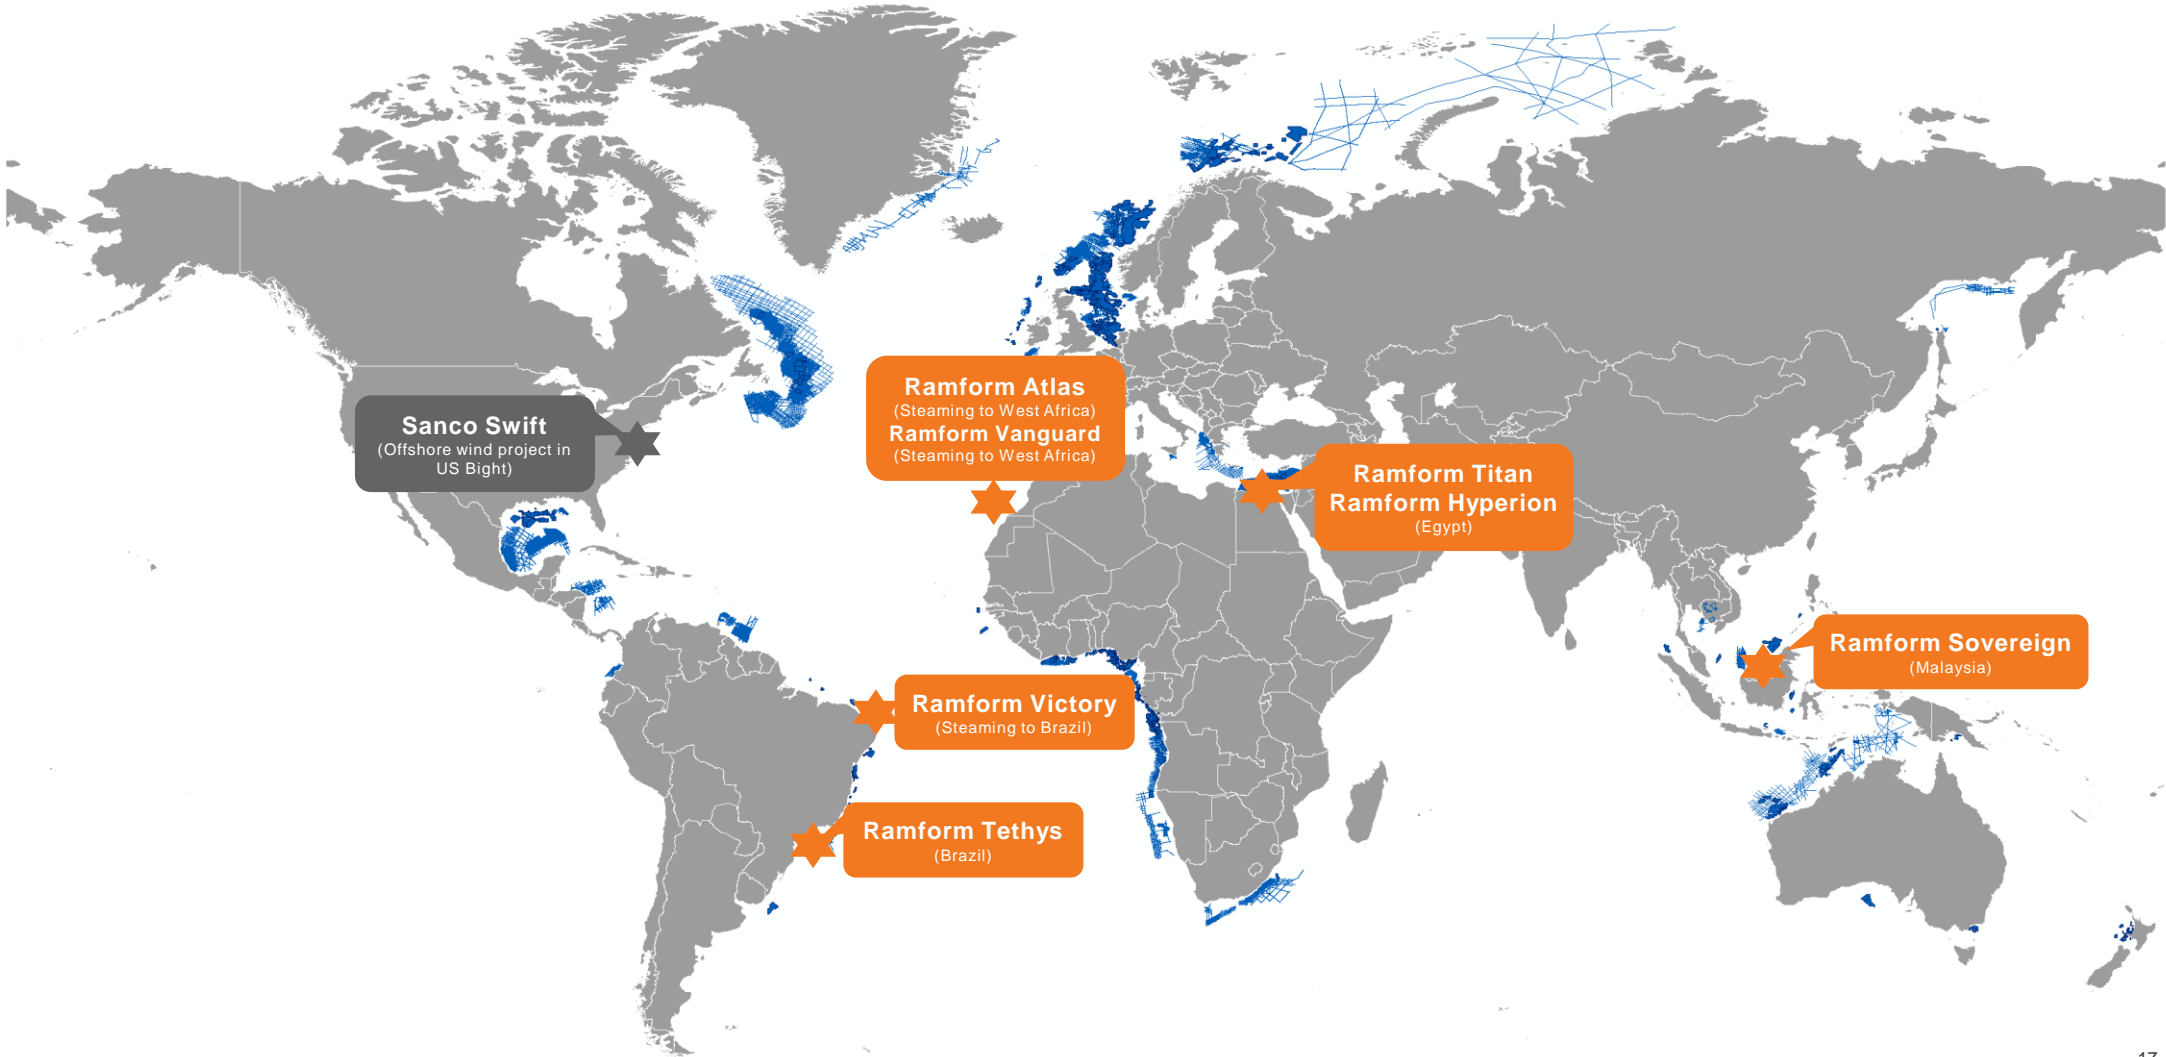 Ramform Atlas
(Steaming to West Africa)
Ramform Vanguard
(Steaming to West Africa)
Sanco Swift
(Offshore wind project in
US Bight)
Ramform Titan
Ramform Hyperion
(Egypt)
Ramform Sovereign
(Malaysia)
Ramform Victory
(Steaming to Brazil)
Ramform Tethys
(Brazil)
17